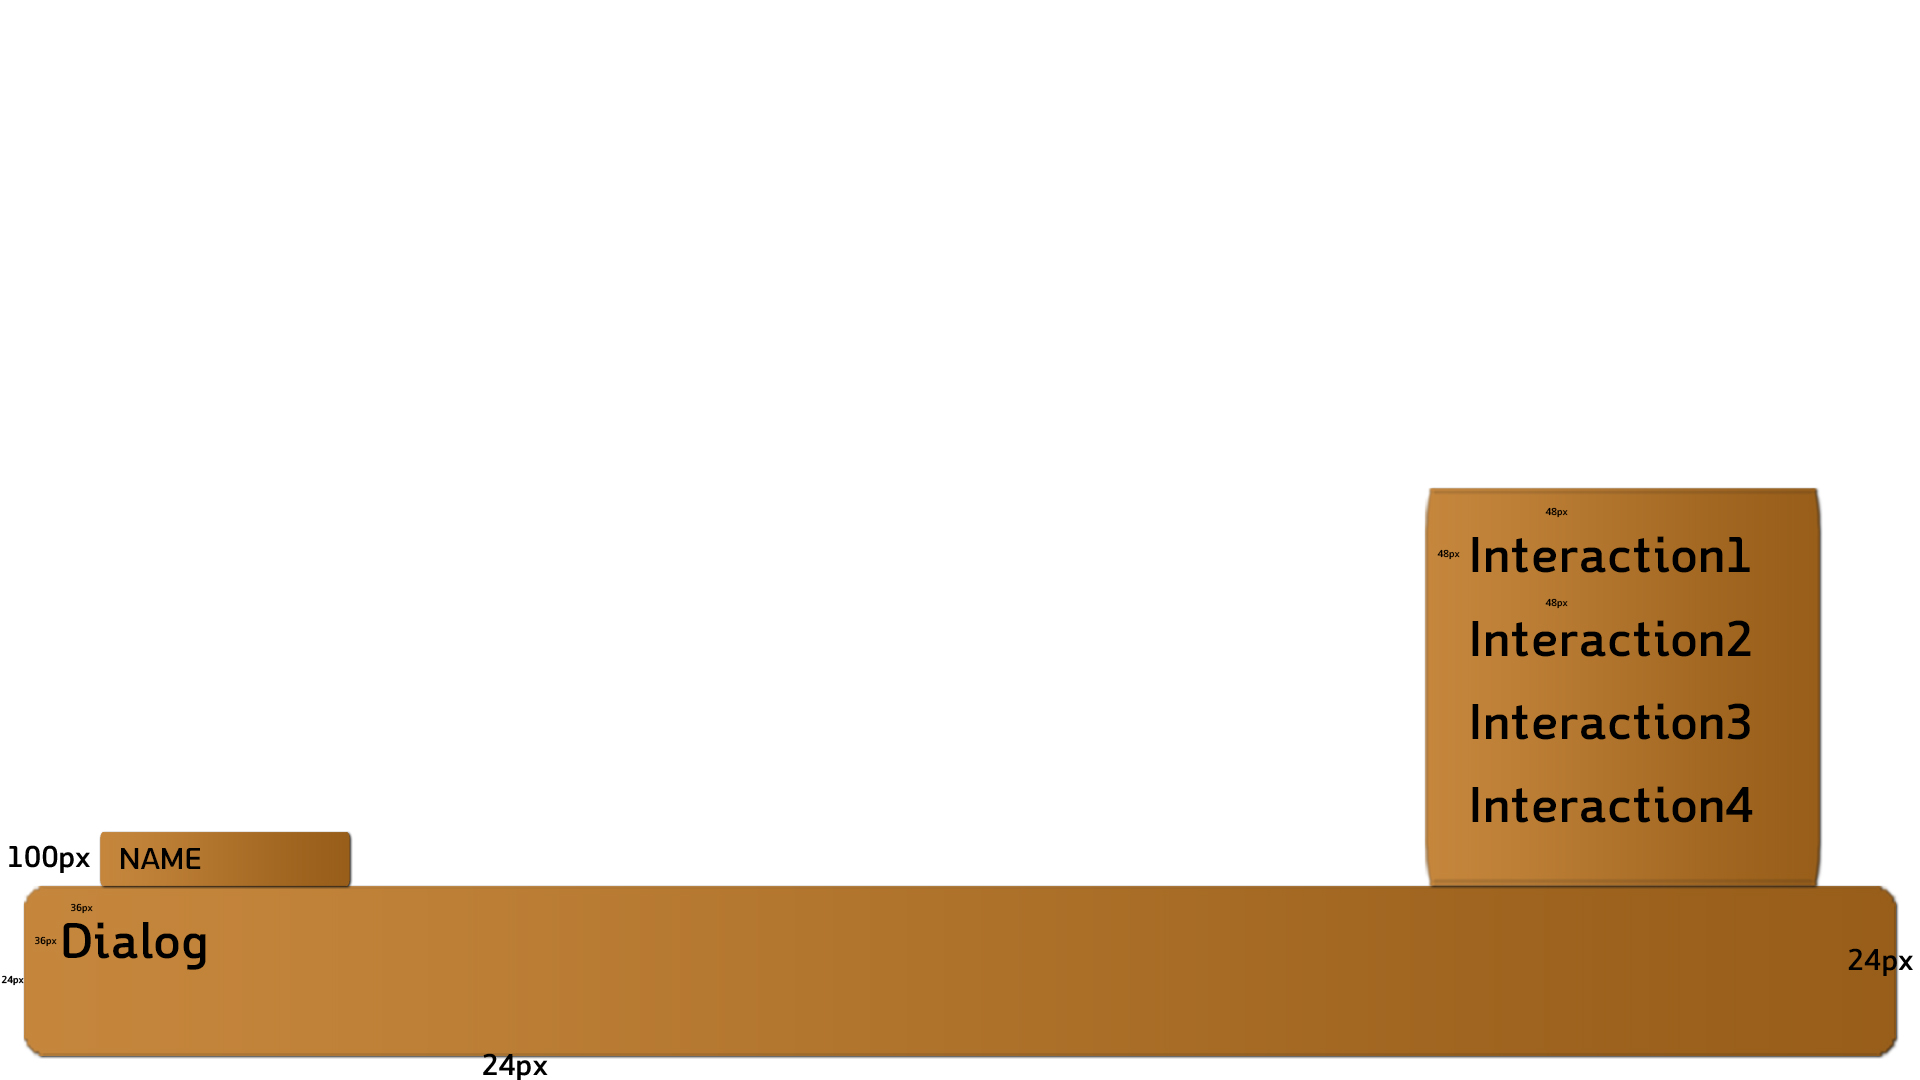 48px
48px Interaction1
48px
Interaction2
Interaction3
Interaction4
100px NAME
36px
36px Dialog
24px
24px
24px